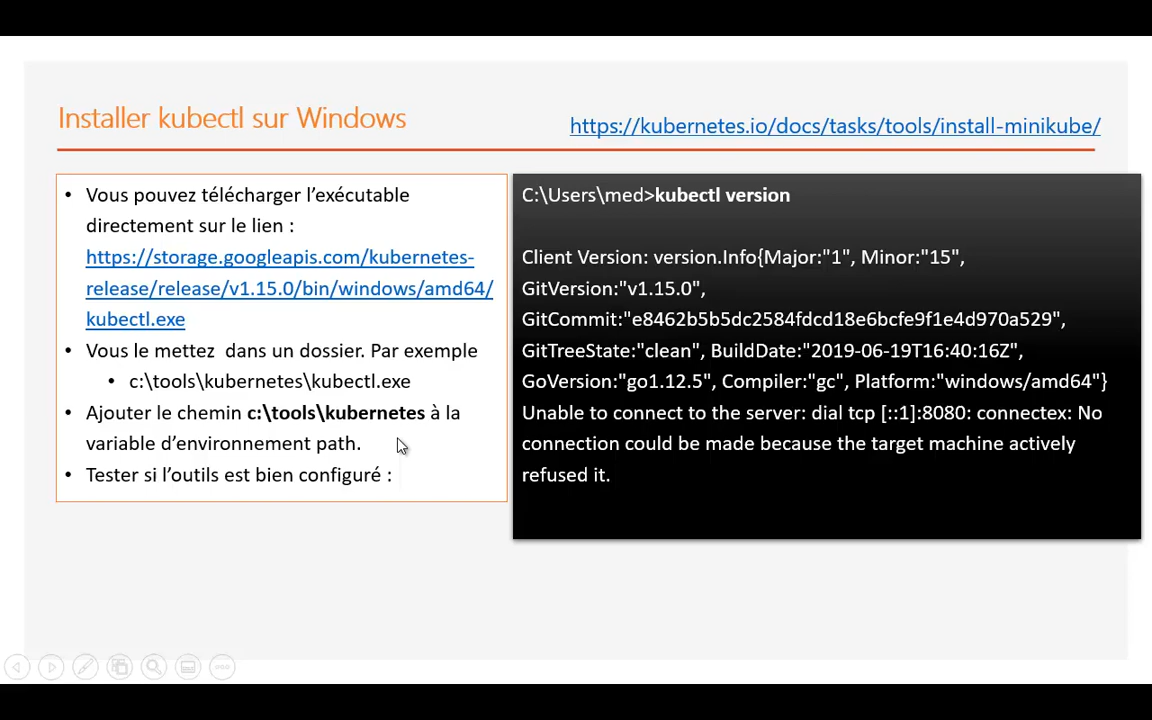 Installer kubectl sur Windows
https://kubernetes.io/docs/tasks/tools/install-minikube/
• Vous pouvez télécharger l’exécutable
directement sur le lien :
https://storage.googleapis.com/kubernetes-
release/release/v1.15.0/bin/windows/amd64/
kubectl.exe
• Vous le mettez  dans un dossier. Par exemple
• c:\tools\kubernetes\kubectl.exe
• Ajouter le chemin c:\tools\kubernetes à la
variable d’environnement path.
• Tester si l’outils est bien configuré :
C:\Users\med>kubectl version
Client Version: version.Info{Major:"1", Minor:"15",
GitVersion:"v1.15.0",
GitCommit:"e8462b5b5dc2584fdcd18e6bcfe9f1e4d970a529",
GitTreeState:"clean", BuildDate:"2019-06-19T16:40:16Z",
GoVersion:"go1.12.5", Compiler:"gc", Platform:"windows/amd64"}
Unable to connect to the server: dial tcp [::1]:8080: connectex: No
connection could be made because the target machine actively
refused it.